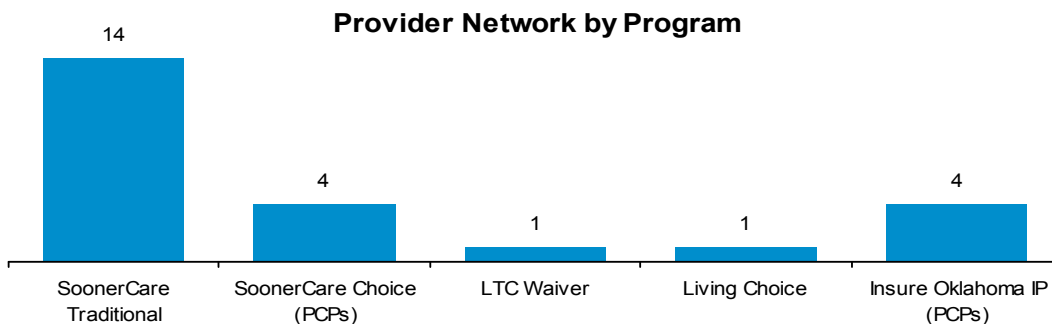 Provider Network by Program
14
4
1
1
4
SoonerCare
Traditional
SoonerCare Choice
(PCPs)
LTC Waiver
Living Choice
Insure Oklahoma IP
(PCPs)